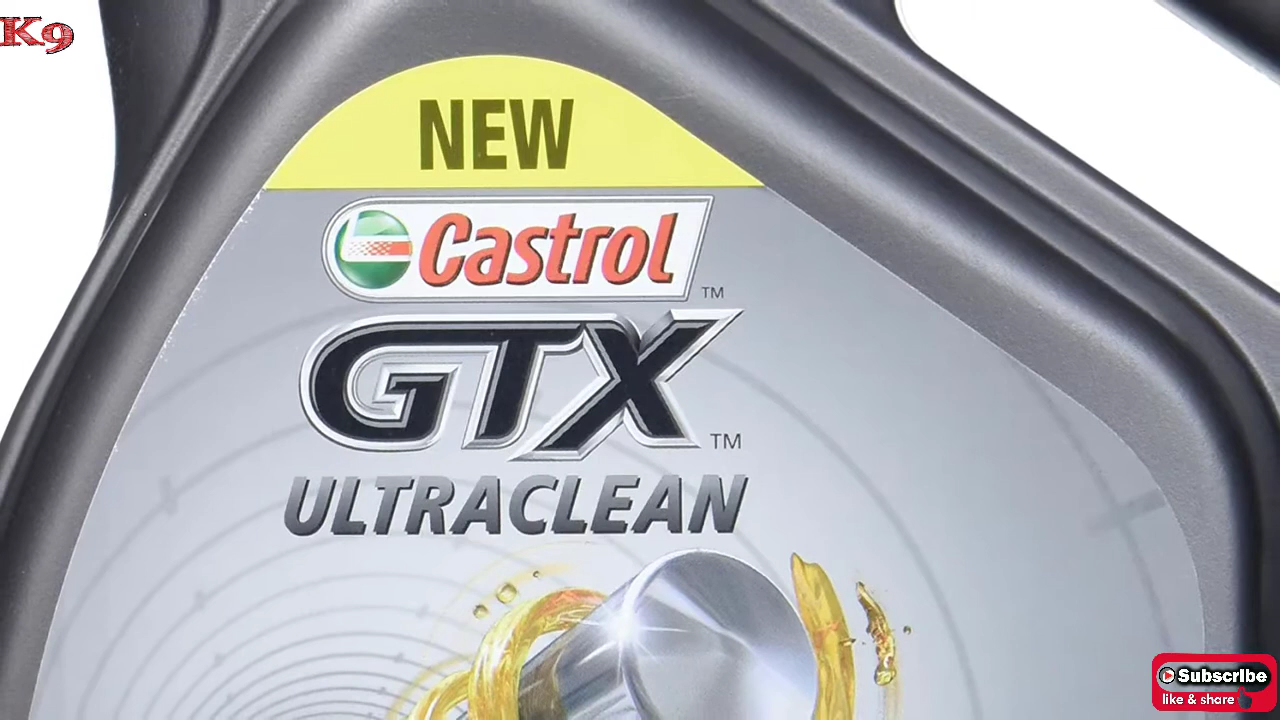 K9
NEW
Castrol
TM
GTX
TM
ULTRACLEAN
Subscribe
like & share